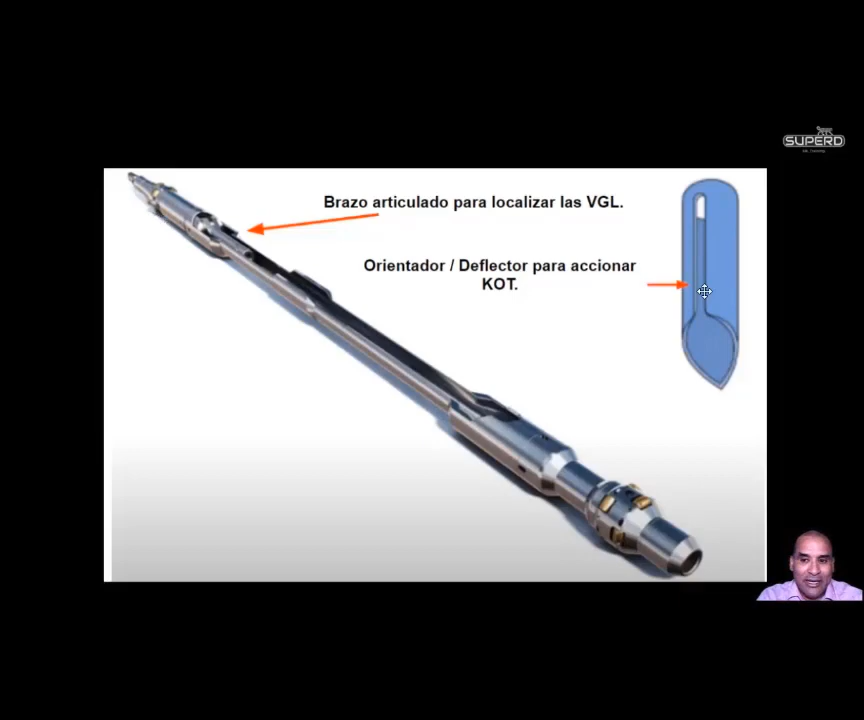 SUPERD
Brazo articulado para localizar las VGL.
Orientador / Deflector para accionar
KOT.